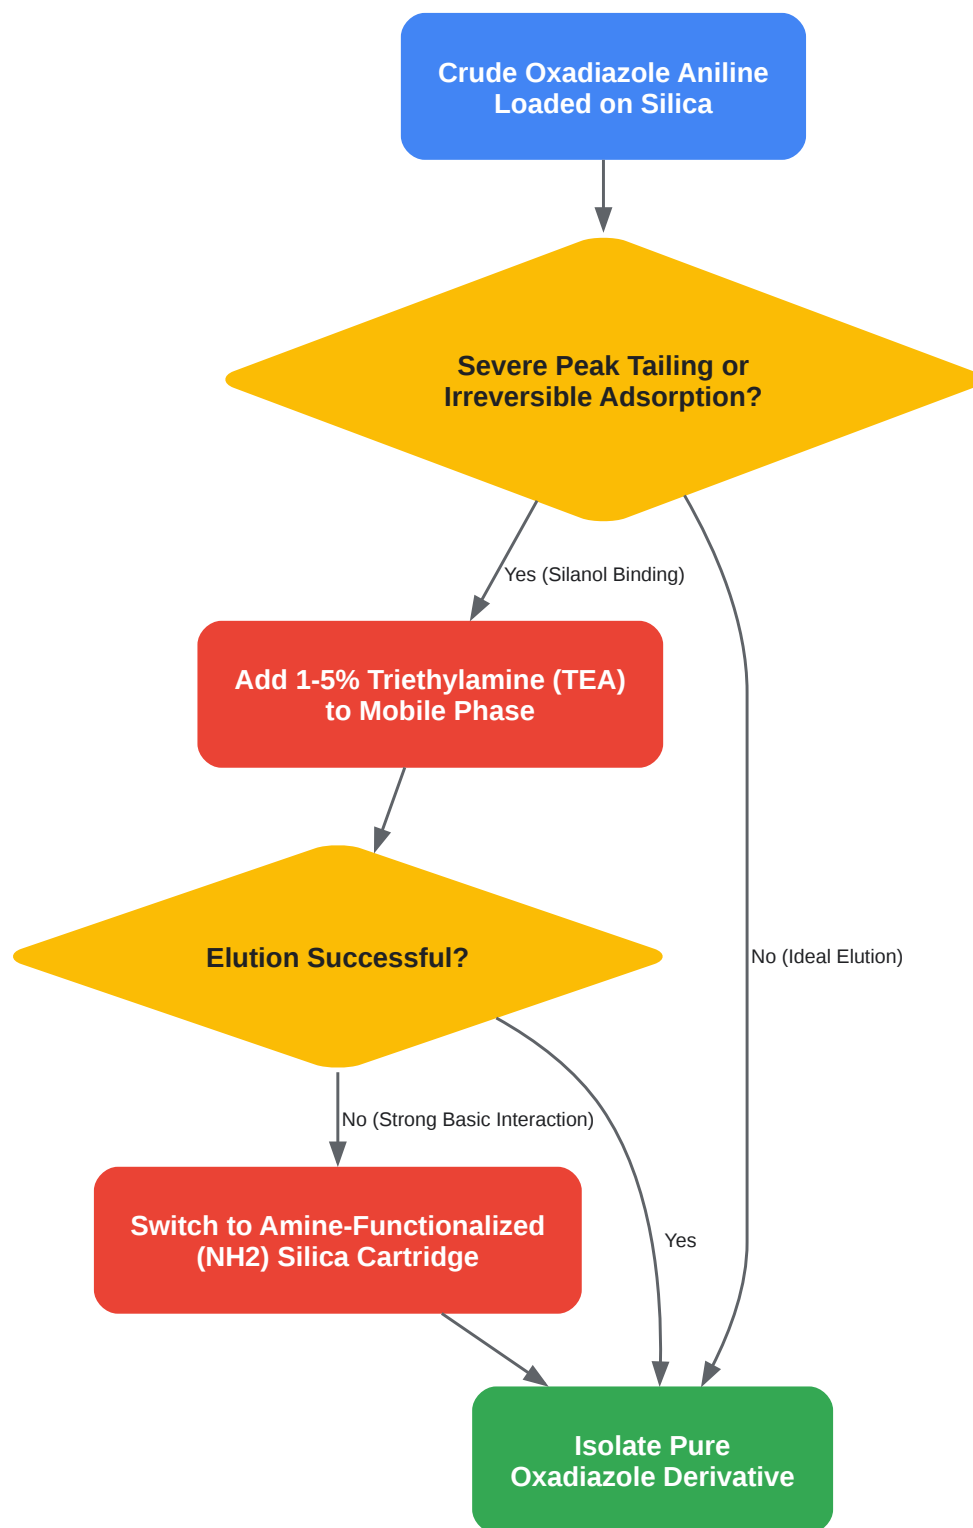 Crude Oxadiazole Aniline
Loaded on Silica
Severe Peak Tailing or
Irreversible Adsorption?
Yes (Silanol Binding)
Add 1-5% Triethylamine (TEA)
to Mobile Phase
Elution Successful?
No (Ideal Elution)
No (Strong Basic Interaction)
Switch to Amine-Functionalized
(NH2) Silica Cartridge
Yes
Isolate Pure
Oxadiazole Derivative